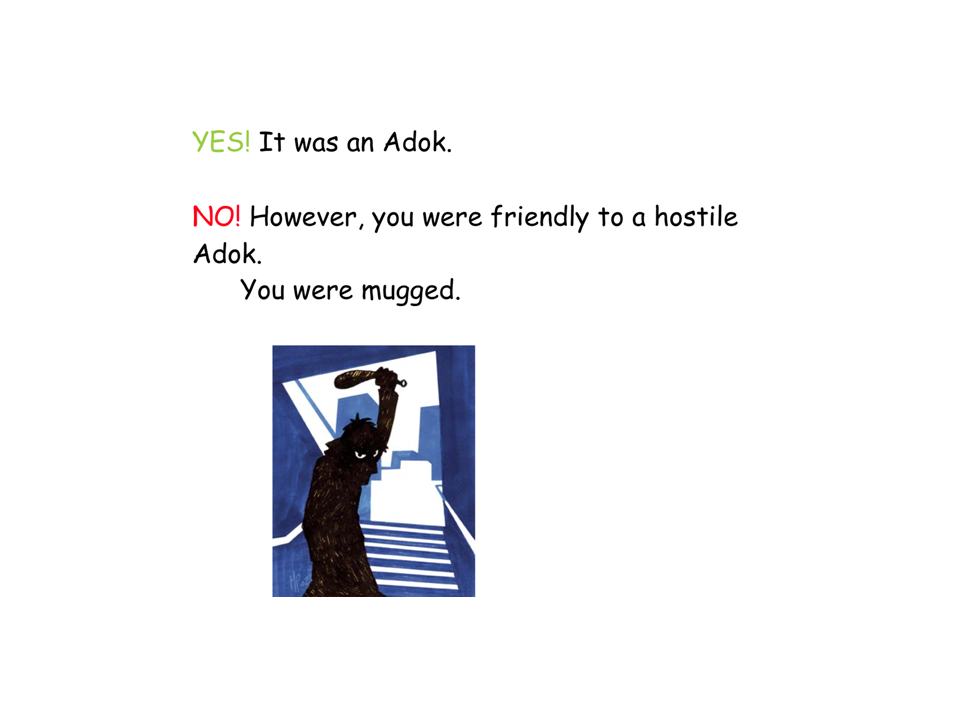 YES! It was an Adok.
NO! However, you were friendly to a hostile
Adok.
You were mugged.